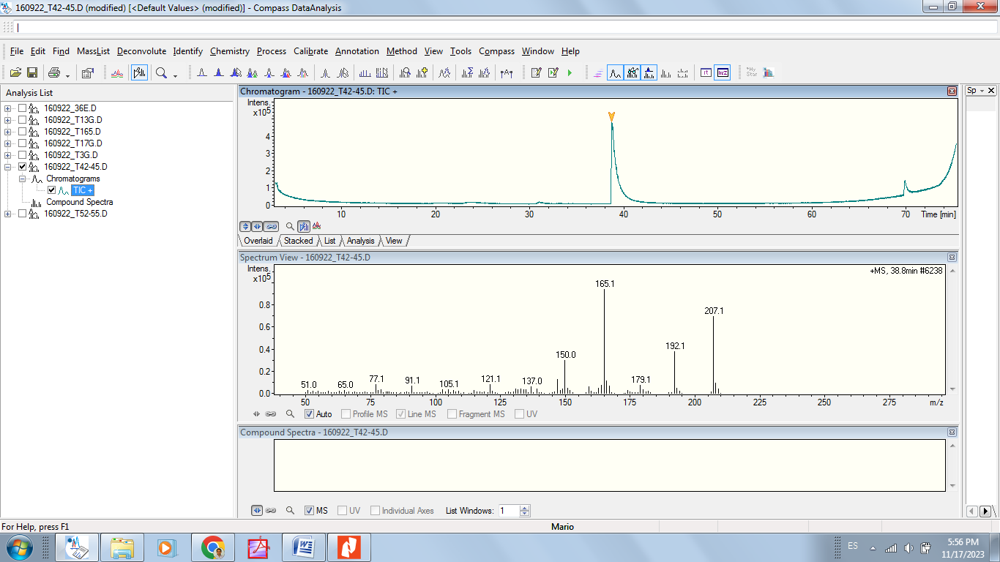 160922_T42-45.D (modified) [<Default Values> (modified)] - Compass DataAnalysis
File Edit Find MassList Deconvolute Identify Chemistry Process Calibrate Annotation Method View Tools Compass Window Help
Analysis List
160922_36E.D
160922_T13G.D
160922_T165.D
160922_T17G.D
160922_T3G.D
160922_T42-45.D
Chromatograms
TIC +
Compound Spectra
160922_T52-55.D
Chromatogram - 160922_T42-45.D: TIC +
Intens.
x10⁵
4
3
2
1
0
10 20 30 40 50 60 70 Time [min]
Overlaid Stacked List Analysis View
Spectrum View - 160922_T42-45.D
Intens.
x10⁵
+MS, 38.8min #6238
0.8
0.6
0.4
0.2
0.0
51.0 65.0 77.1 91.1 105.1 121.1 137.0 150.0 165.1 179.1 192.1 207.1
50 75 100 125 150 175 200 225 250 275 m/z
Auto Profile MS Line MS Fragment MS UV
Compound Spectra - 160922_T42-45.D
MS UV Individual Axes List Windows: 1
Sp
For Help, press F1
Mario
ES
5:56 PM
11/17/2023